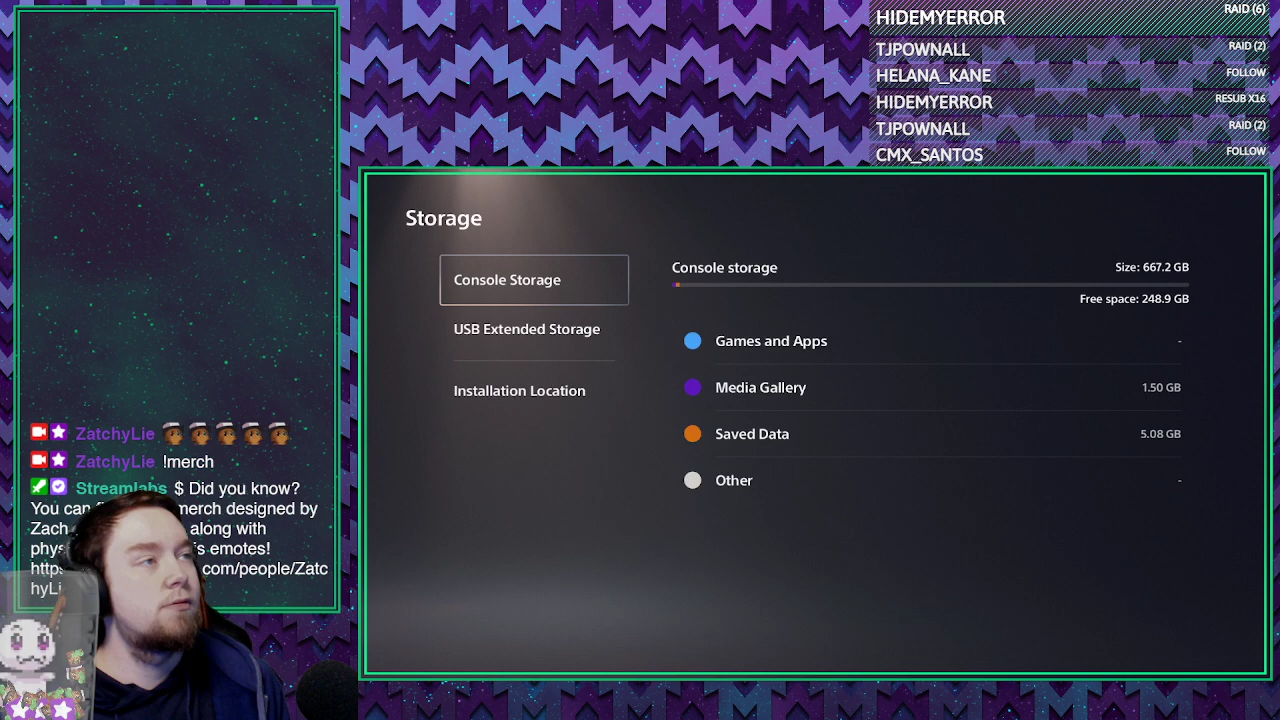 HIDEMYERROR RAID (6)
TJPOWNALL RAID (2)
HELANA_KANE FOLLOW
HIDEMYERROR RESUB X16
TJPOWNALL RAID (2)
CMX_SANTOS FOLLOW
Storage
Console Storage
USB Extended Storage
Installation Location
Console storage Size: 667.2 GB
Free space: 248.9 GB
Games and Apps -
Media Gallery 1.50 GB
Saved Data 5.08 GB
Other -
ZatchyLie
ZatchyLie !merch
Streamlabs $ Did you know?
You can merch designed by
Zach along with
emotes!
com/people/Zatc
hyLi